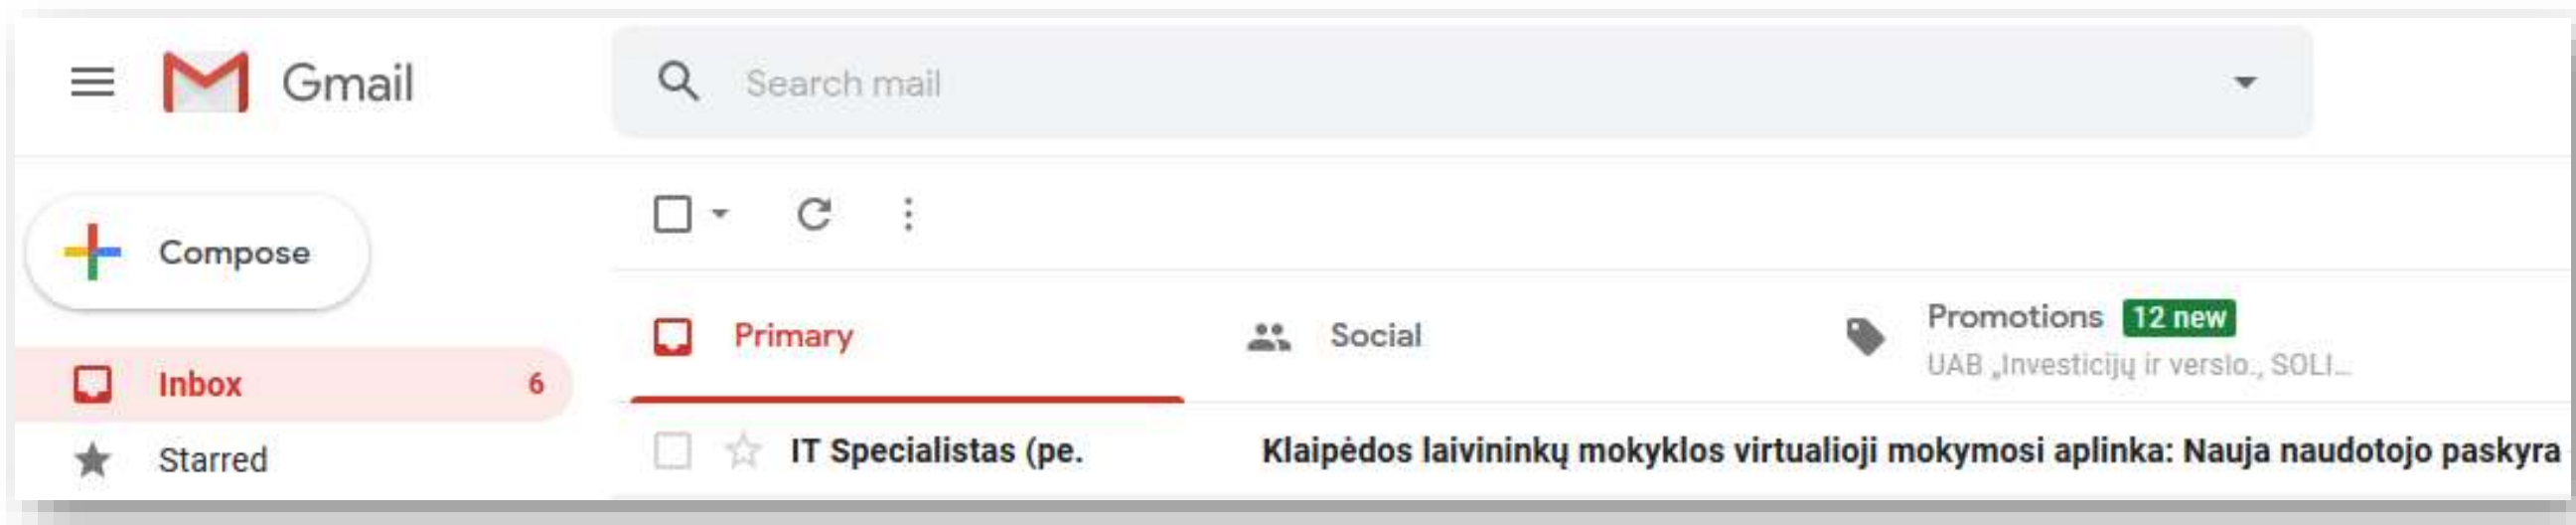 Gmail
Search mail
Compose
Primary
Social
Promotions 12 new
UAB „Investicijų ir verslo., SOLI...
Inbox 6
Starred
IT Specialistas (pe. Klaipėdos laivininkų mokyklos virtualioji mokymosi aplinka: Nauja naudotojo paskyra